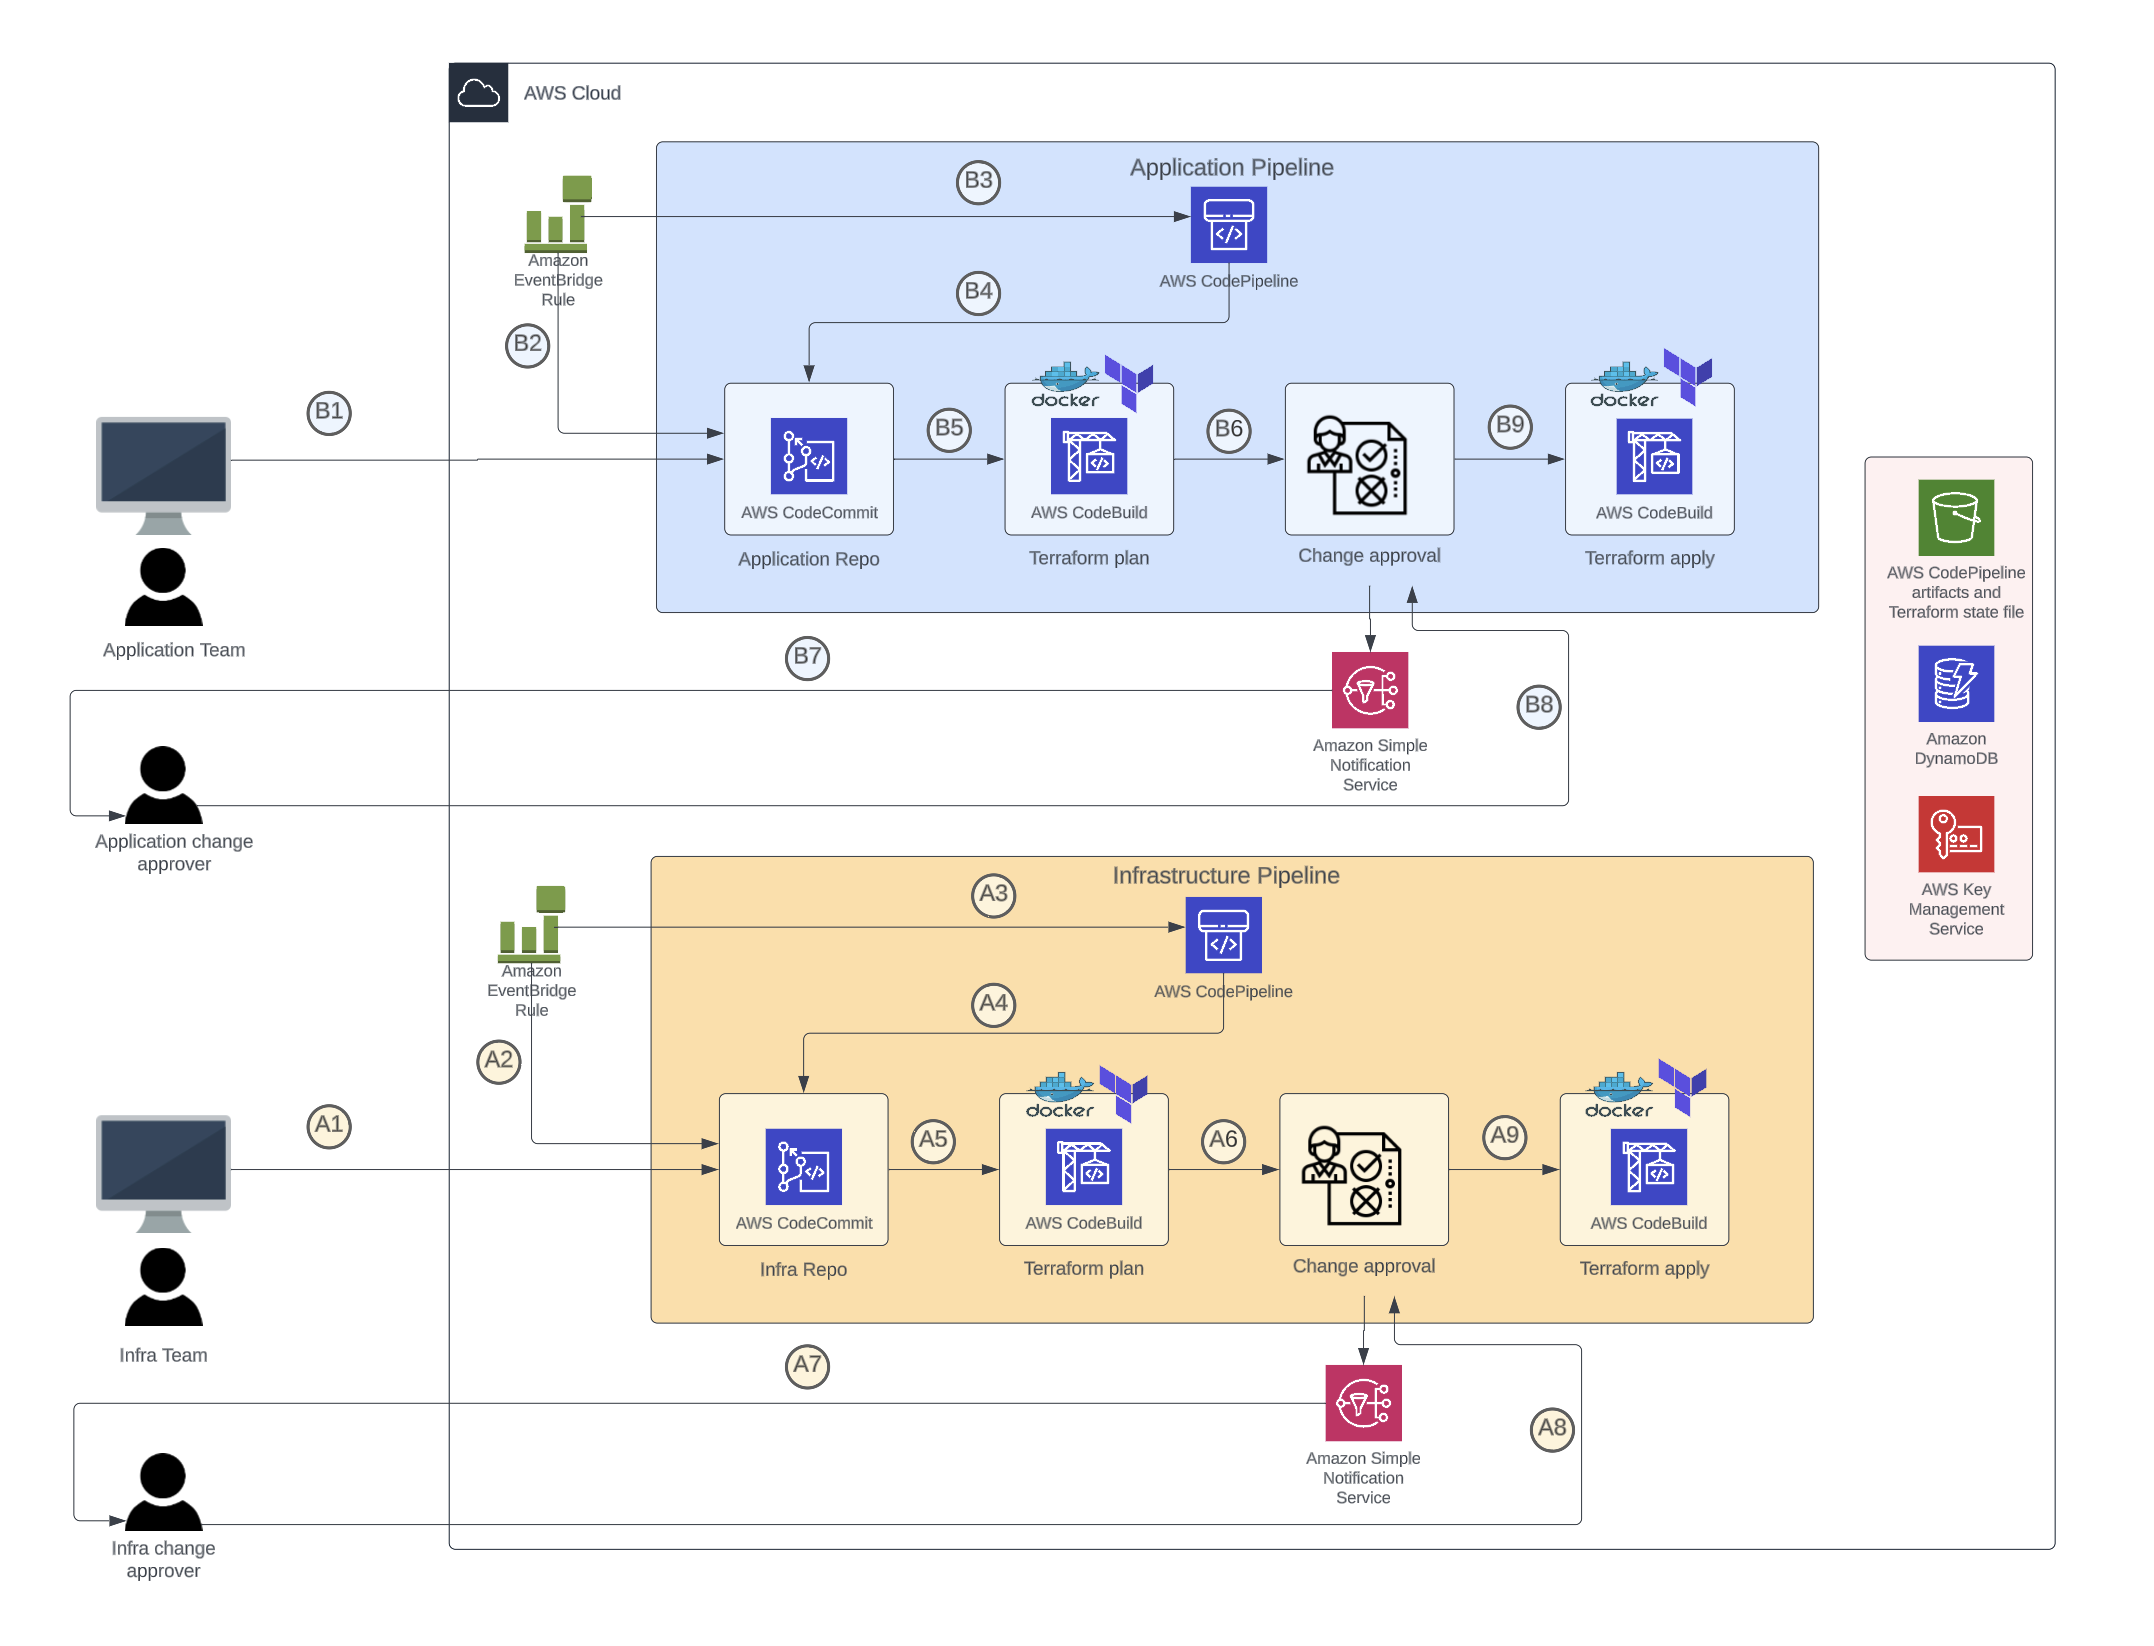 AWS Cloud
Application Pipeline
B3
Amazon
EventBridge
Rule
AWS CodePipeline
B4
B2
B1
docker
docker
B5
B6
B9
AWS CodeCommit
AWS CodeBuild
AWS CodeBuild
Application Repo
Terraform plan
Change approval
Terraform apply
AWS CodePipeline
artifacts and
Terraform state file
Application Team
B7
B8
Amazon Simple
Notification
Service
Amazon
DynamoDB
Application change
approver
AWS Key
Management
Service
Infrastructure Pipeline
A3
Amazon
EventBridge
Rule
AWS CodePipeline
A4
A2
A1
docker
docker
A5
A6
A9
AWS CodeCommit
AWS CodeBuild
AWS CodeBuild
Infra Repo
Terraform plan
Change approval
Terraform apply
Infra Team
A7
A8
Amazon Simple
Notification
Service
Infra change
approver